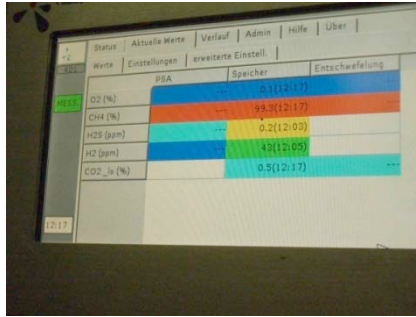 Status Aktuelle Werte Verlauf Admin Hilfe Über
Werte Einstellungen erweiterte Einstell.
PSA Speicher Entschwefelung
MESS.
O2 (%) --- 0.1(12:17) ---
CH4 (%) --- 99.3(12:17) ---
H2S (ppm) --- 0.2(12:03)
H2 (ppm) --- 43(12:05)
CO2_lo (%) 0.5(12:17) ---
12:17